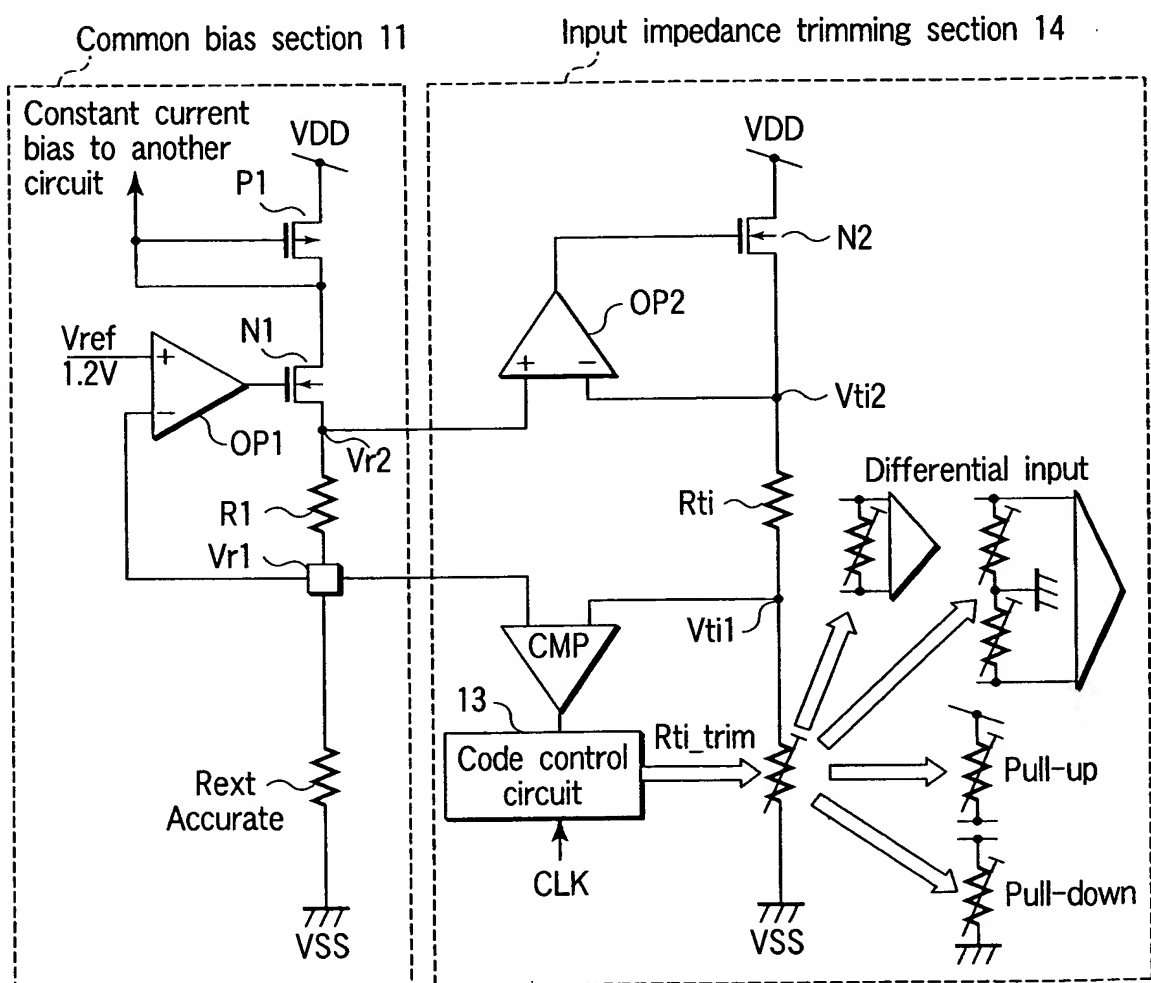 Common bias section 11
Input impedance trimming section 14
Constant current
bias to another
circuit
VDD
P1
VDD
N2
OP2
Vref
1.2V
+
-
N1
OP1
+
-
Vti2
Vr2
Differential input
R1
Rti
Vr1
Vti1
CMP
13
Code control
circuit
Rti_trim
Pull-up
Rext
Accurate
CLK
Pull-down
VSS
VSS